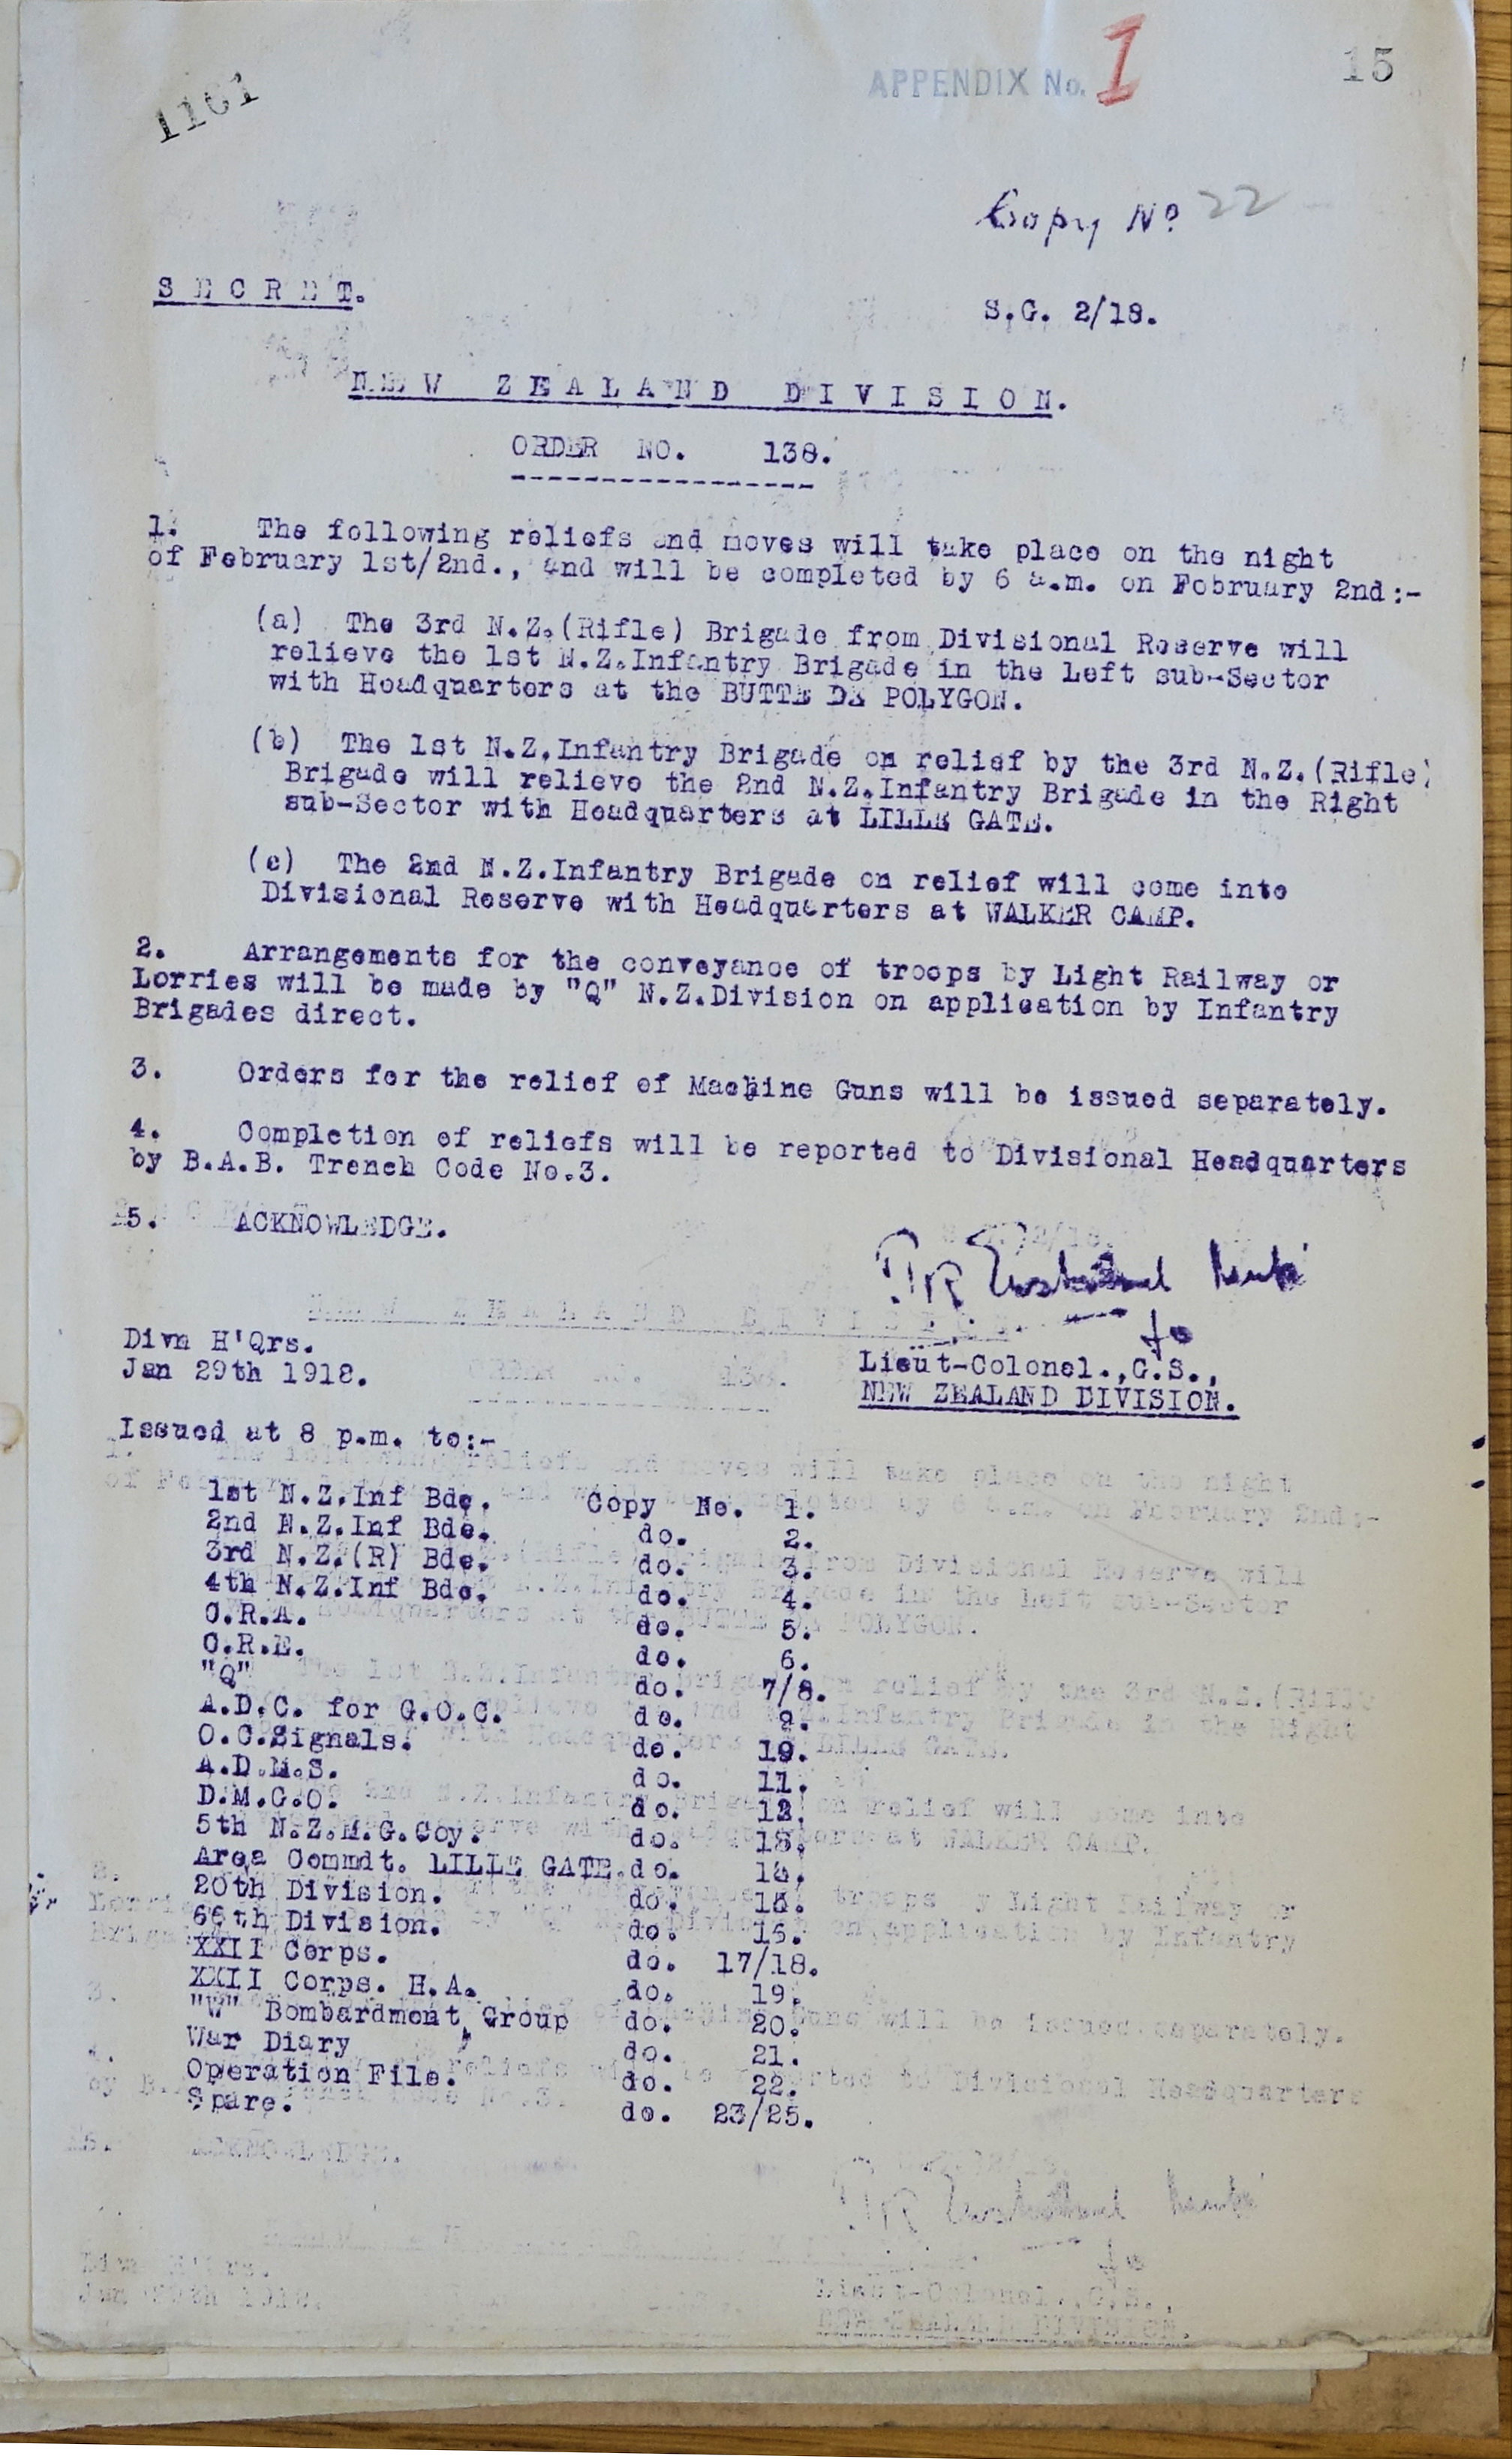 1161
APPENDIX No. 1
15
Copy No 22
S E C R E T.
S.G. 2/18.
N E W Z E A L A N D D I V I S I O N.
ORDER NO. 138.
1. The following reliefs and moves will take place on the night
of February 1st/2nd., and will be completed by 6 a.m. on February 2nd:-
(a) The 3rd N.Z.(Rifle) Brigade from Divisional Reserve will
relieve the 1st N.Z.Infantry Brigade in the Left sub-Sector
with Headquarters at the BUTTE DE POLYGON.
(b) The 1st N.Z.Infantry Brigade on relief by the 3rd N.Z.(Rifle)
Brigade will relieve the 2nd N.Z.Infantry Brigade in the Right
sub-Sector with Headquarters at LILLE GATE.
(c) The 2nd N.Z.Infantry Brigade on relief will come into
Divisional Reserve with Headquarters at WALKER CAMP.
2. Arrangements for the conveyance of troops by Light Railway or
Lorries will be made by "Q" N.Z.Division on application by Infantry
Brigades direct.
3. Orders for the relief of Machine Guns will be issued separately.
4. Completion of reliefs will be reported to Divisional Headquarters
by B.A.B. Trench Code No.3.
5. ACKNOWLEDGE.
for
Divn H'Qrs.
Jan 29th 1918.
Lieut-Colonel.,G.S.,
NEW ZEALAND DIVISION.
Issued at 8 p.m. to:-
1st N.Z.Inf Bde. Copy No. 1.
2nd N.Z.Inf Bde. do. 2.
3rd N.Z.(R) Bde. do. 3.
4th N.Z.Inf Bde. do. 4.
C.R.A. do. 5.
C.R.E. do. 6.
"Q" do. 7/8.
A.D.C. for G.O.C. do. 9.
O.C.Signals. do. 10.
A.D.M.S. do. 11.
D.M.G.O. do. 12.
5th N.Z.M.G.Coy. do. 13.
Area Commdt. LILLE GATE.do. 14.
20th Division. do. 15.
66th Division. do. 16.
XXII Corps. do. 17/18.
XXII Corps. H.A. do. 19.
"W" Bombardment Group do. 20.
War Diary do. 21.
Operation File. do. 22.
Spare. do. 23/25.